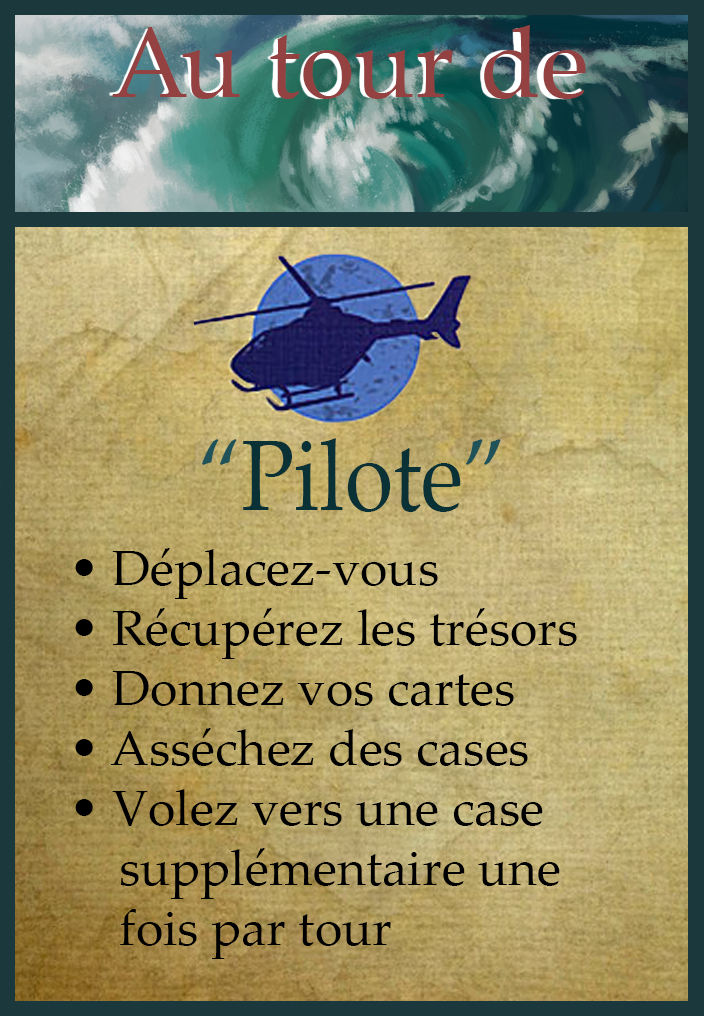 Au tour de
“Pilote”
• Déplacez-vous
• Récupérez les trésors
• Donnez vos cartes
• Asséchez des cases
• Volez vers une case
supplémentaire une
fois par tour